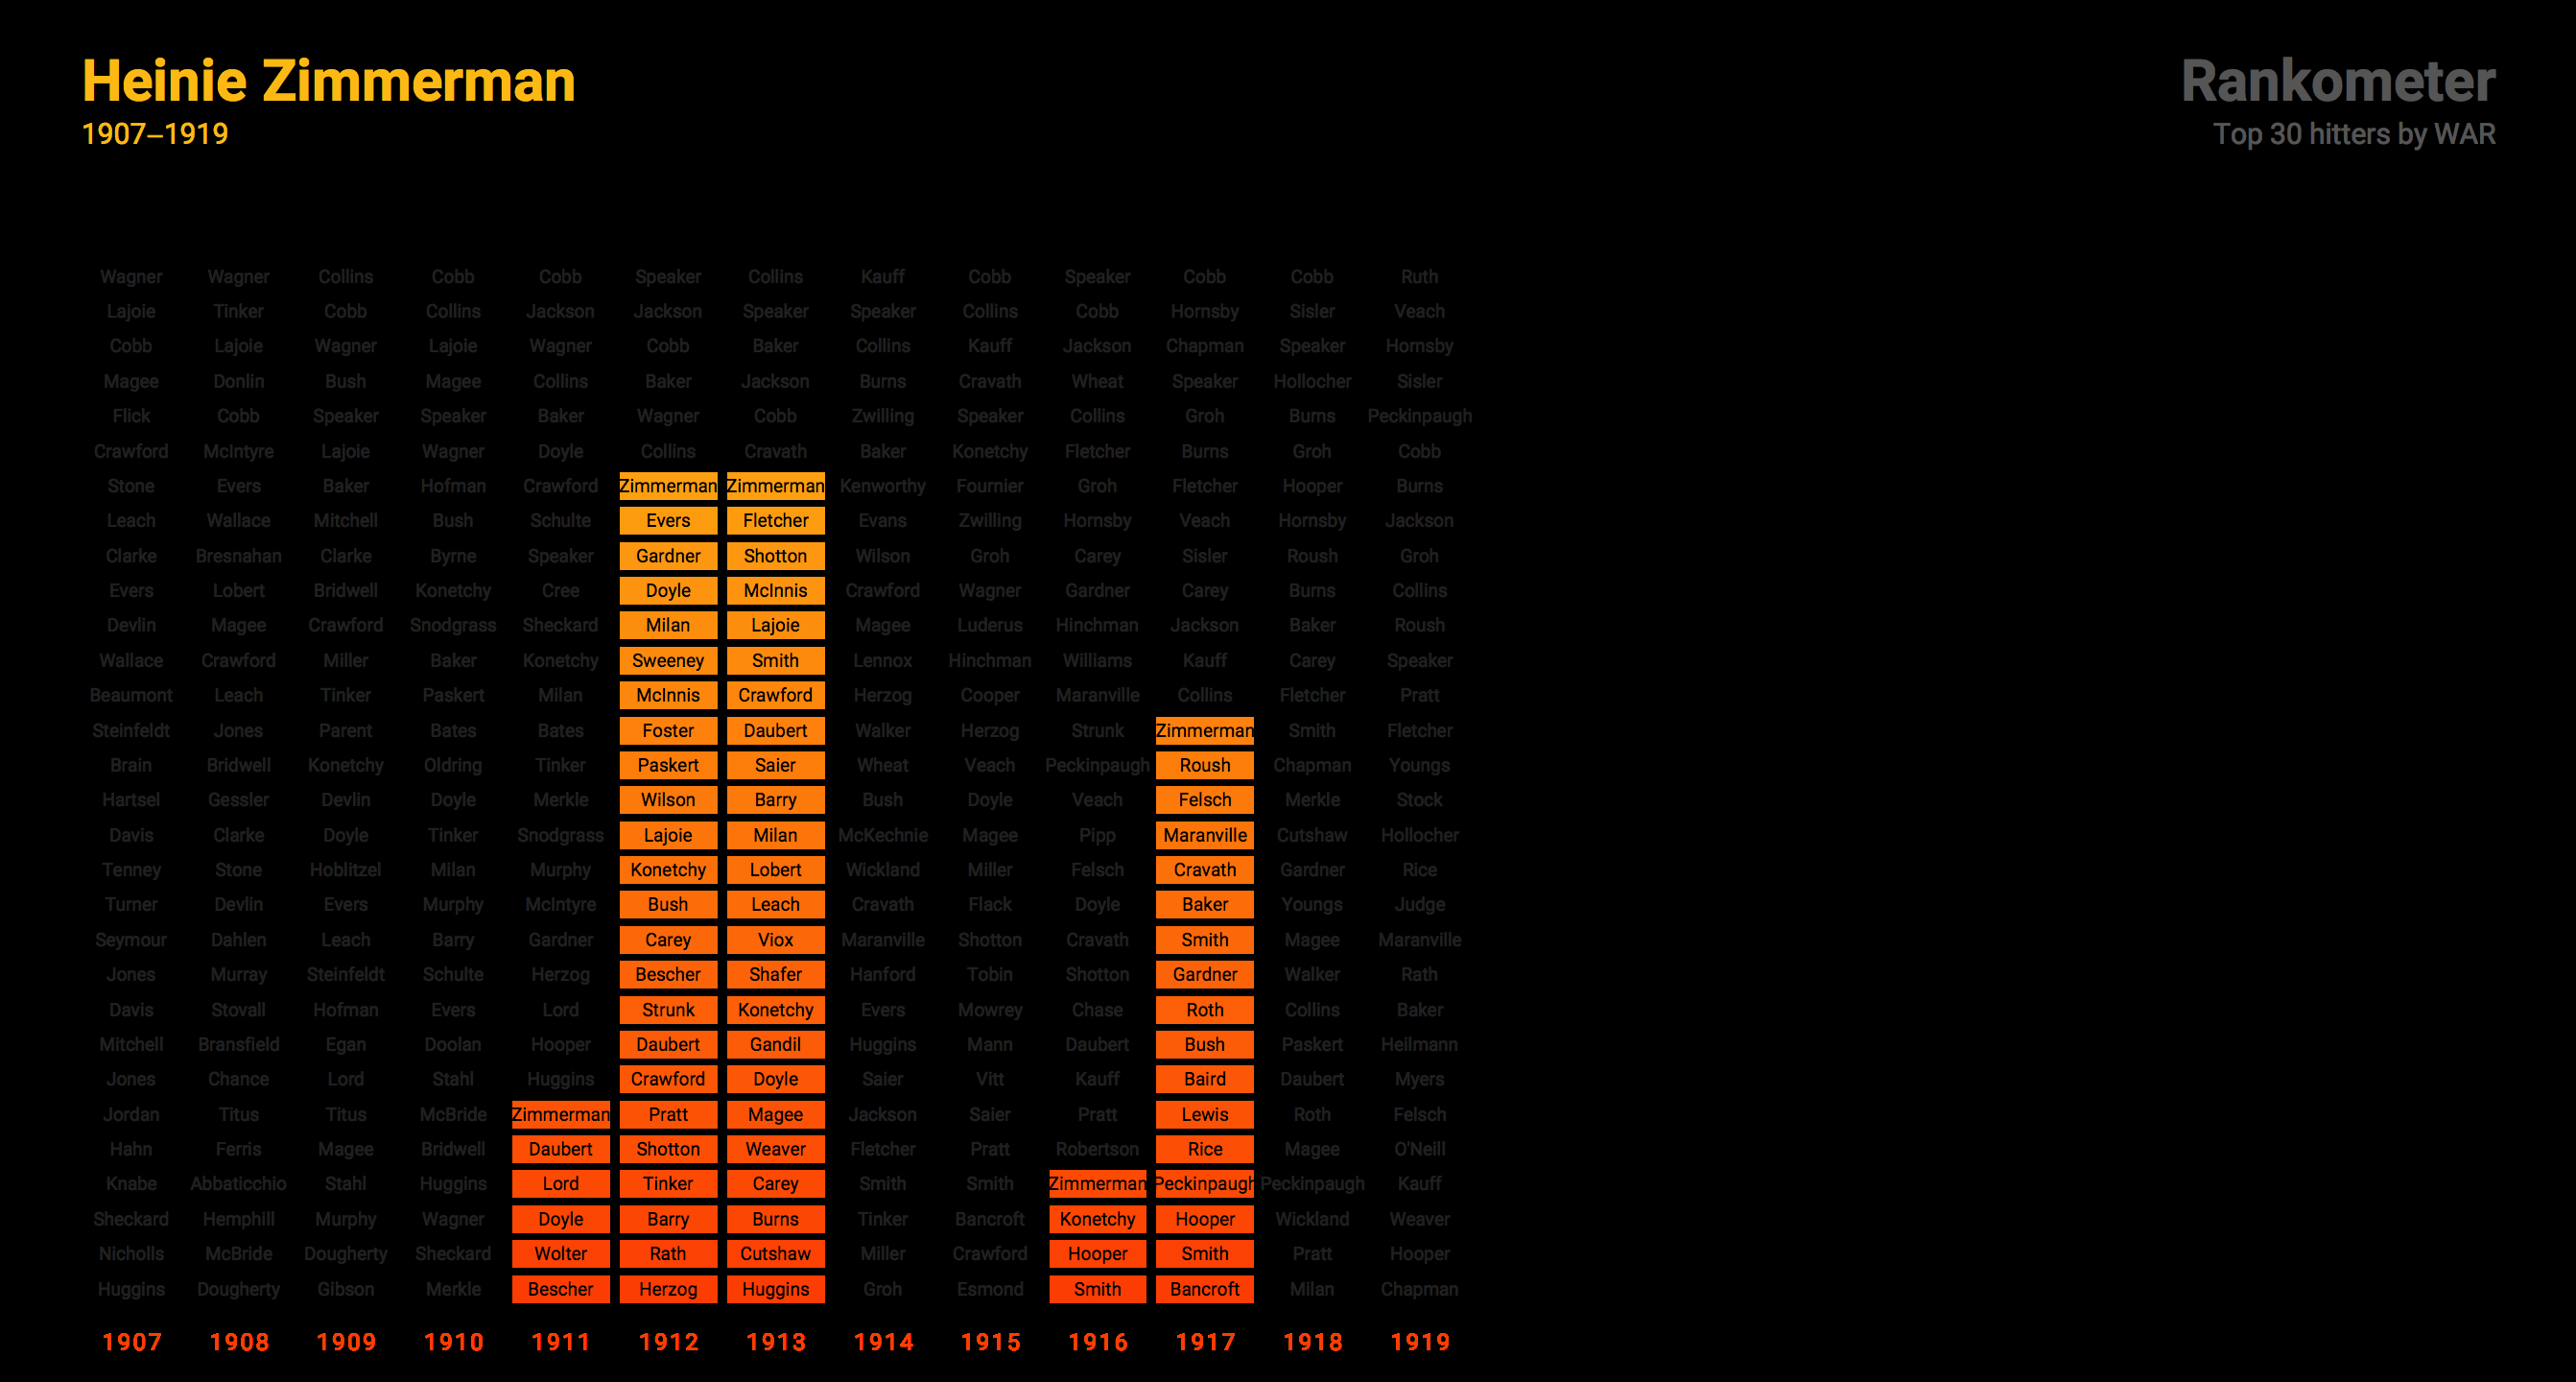 Heinie Zimmerman
1907–1919
Rankometer
Top 30 hitters by WAR
Wagner Wagner Collins Cobb Cobb Speaker Collins Kauff Cobb Speaker Cobb Cobb Ruth
Lajoie Tinker Cobb Collins Jackson Jackson Speaker Speaker Collins Cobb Hornsby Sisler Veach
Cobb Lajoie Wagner Lajoie Wagner Cobb Baker Collins Kauff Jackson Chapman Speaker Hornsby
Magee Donlin Bush Magee Collins Baker Jackson Burns Cravath Wheat Speaker Hollocher Sisler
Flick Cobb Speaker Speaker Baker Wagner Cobb Zwilling Speaker Collins Groh Burns Peckinpaugh
Crawford McIntyre Lajoie Wagner Doyle Collins Cravath Baker Konetchy Fletcher Burns Groh Cobb
Stone Evers Baker Hofman Crawford Zimmerman Zimmerman Kenworthy Fournier Groh Fletcher Hooper Burns
Leach Wallace Mitchell Bush Schulte Evers Fletcher Evans Zwilling Hornsby Veach Hornsby Jackson
Clarke Bresnahan Clarke Byrne Speaker Gardner Shotton Wilson Groh Carey Sisler Roush Groh
Evers Lobert Bridwell Konetchy Cree Doyle McInnis Crawford Wagner Gardner Carey Burns Collins
Devlin Magee Crawford Snodgrass Sheckard Milan Lajoie Magee Luderus Hinchman Jackson Baker Roush
Wallace Crawford Miller Baker Konetchy Sweeney Smith Lennox Hinchman Williams Kauff Carey Speaker
Beaumont Leach Tinker Paskert Milan McInnis Crawford Herzog Cooper Maranville Collins Fletcher Pratt
Steinfeldt Jones Parent Bates Bates Foster Daubert Walker Herzog Strunk Zimmerman Smith Fletcher
Brain Bridwell Konetchy Oldring Tinker Paskert Saier Wheat Veach Peckinpaugh Roush Chapman Youngs
Hartsel Gessler Devlin Doyle Merkle Wilson Barry Bush Doyle Veach Felsch Merkle Stock
Davis Clarke Doyle Tinker Snodgrass Lajoie Milan McKechnie Magee Pipp Maranville Cutshaw Hollocher
Tenney Stone Hoblitzel Milan Murphy Konetchy Lobert Wickland Miller Felsch Cravath Gardner Rice
Turner Devlin Evers Murphy McIntyre Bush Leach Cravath Flack Doyle Baker Youngs Judge
Seymour Dahlen Leach Barry Gardner Carey Viox Maranville Shotton Cravath Smith Magee Maranville
Jones Murray Steinfeldt Schulte Herzog Bescher Shafer Hanford Tobin Shotton Gardner Walker Rath
Davis Stovall Hofman Evers Lord Strunk Konetchy Evers Mowrey Chase Roth Collins Baker
Mitchell Bransfield Egan Doolan Hooper Daubert Gandil Huggins Mann Daubert Bush Paskert Heilmann
Jones Chance Lord Stahl Huggins Crawford Doyle Saier Vitt Kauff Baird Daubert Myers
Jordan Titus Titus McBride Zimmerman Pratt Magee Jackson Saier Pratt Lewis Roth Felsch
Hahn Ferris Magee Bridwell Daubert Shotton Weaver Fletcher Pratt Robertson Rice Magee O'Neill
Knabe Abbaticchio Stahl Huggins Lord Tinker Carey Smith Smith Zimmerman Peckinpaugh Peckinpaugh Kauff
Sheckard Hemphill Murphy Wagner Doyle Barry Burns Tinker Bancroft Konetchy Hooper Wickland Weaver
Nicholls McBride Dougherty Sheckard Wolter Rath Cutshaw Miller Crawford Hooper Smith Pratt Hooper
Huggins Dougherty Gibson Merkle Bescher Herzog Huggins Groh Esmond Smith Bancroft Milan Chapman
1907 1908 1909 1910 1911 1912 1913 1914 1915 1916 1917 1918 1919